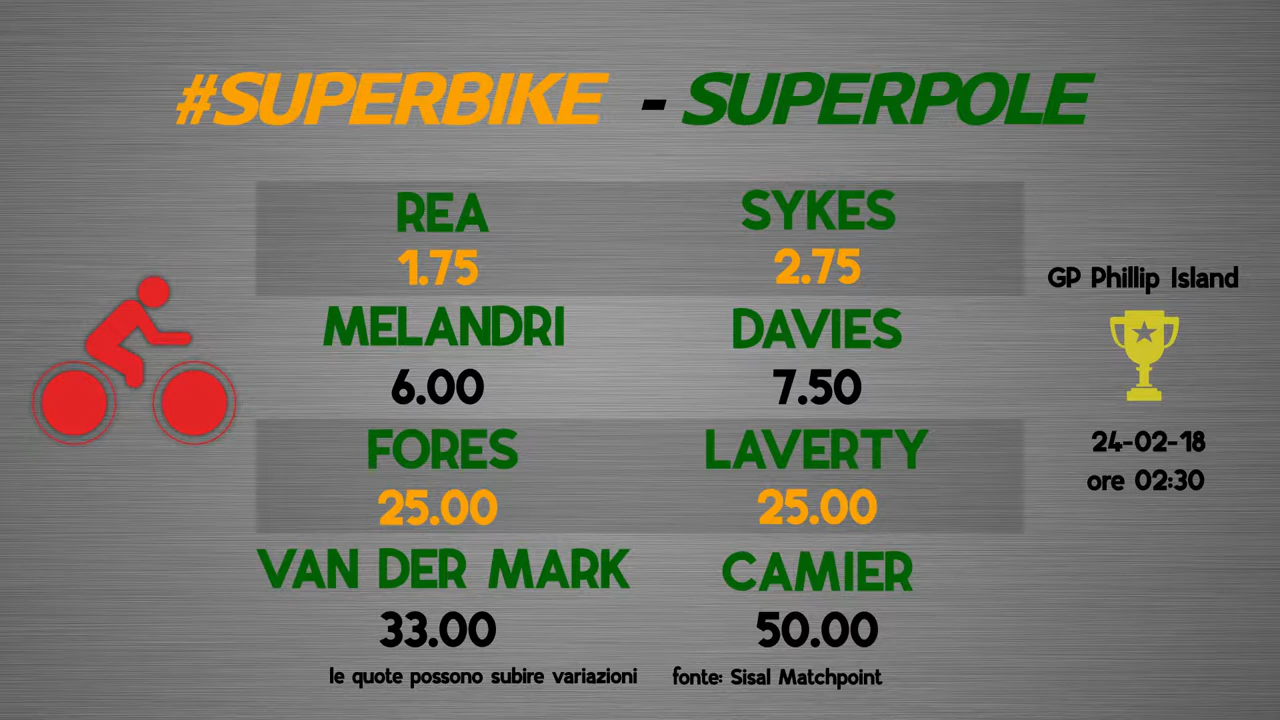 #SUPERBIKE - SUPERPOLE
REA SYKES
1.75 2.75
MELANDRI DAVIES
6.00 7.50
FORES LAVERTY
25.00 25.00
VAN DER MARK CAMIER
33.00 50.00
le quote possono subire variazioni fonte: Sisal Matchpoint
GP Phillip Island
24-02-18
ore 02:30